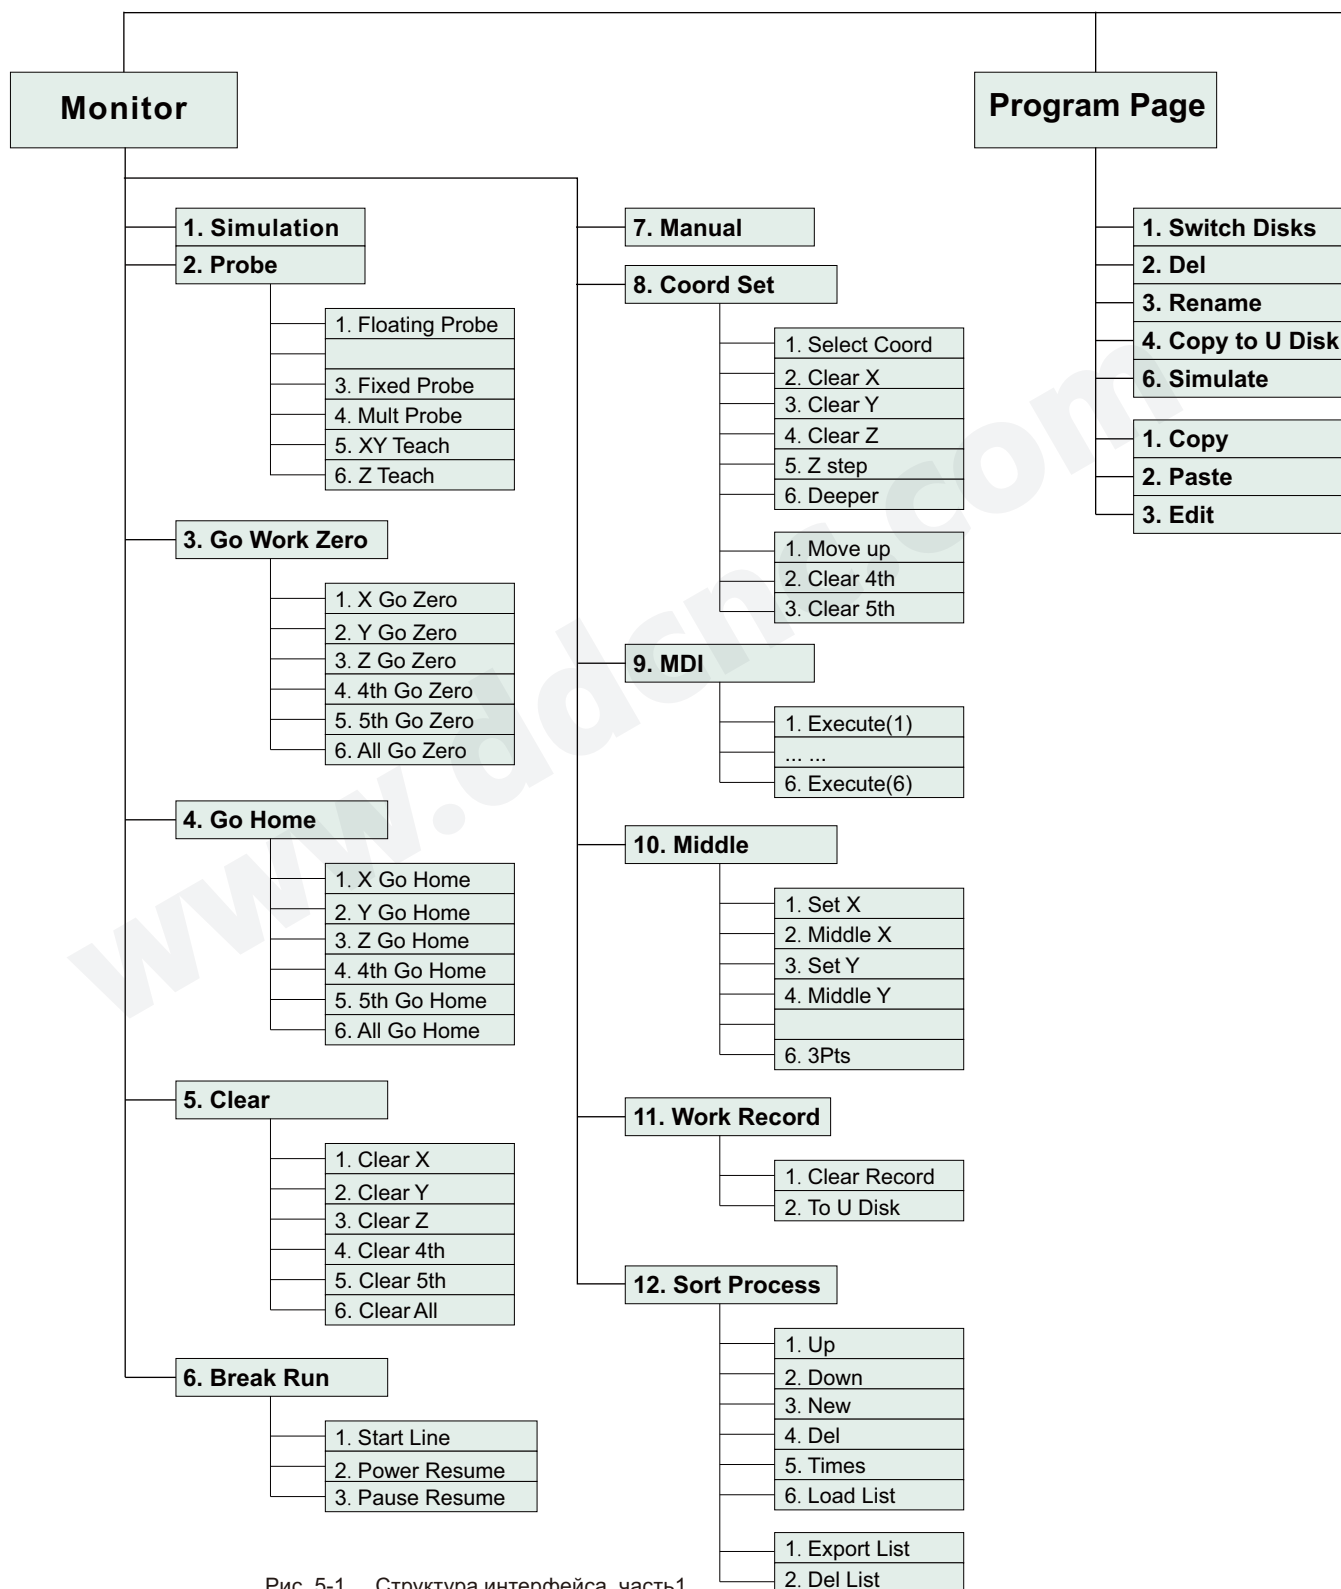 Monitor
1. Simulation
2. Probe
1. Floating Probe
3. Fixed Probe
4. Mult Probe
5. XY Teach
6. Z Teach
3. Go Work Zero
1. X Go Zero
2. Y Go Zero
3. Z Go Zero
4. 4th Go Zero
5. 5th Go Zero
6. All Go Zero
4. Go Home
1. X Go Home
2. Y Go Home
3. Z Go Home
4. 4th Go Home
5. 5th Go Home
6. All Go Home
5. Clear
1. Clear X
2. Clear Y
3. Clear Z
4. Clear 4th
5. Clear 5th
6. Clear All
6. Break Run
1. Start Line
2. Power Resume
3. Pause Resume
7. Manual
8. Coord Set
1. Select Coord
2. Clear X
3. Clear Y
4. Clear Z
5. Z step
6. Deeper
1. Move up
2. Clear 4th
3. Clear 5th
9. MDI
1. Execute(1)
... ...
6. Execute(6)
10. Middle
1. Set X
2. Middle X
3. Set Y
4. Middle Y
6. 3Pts
11. Work Record
1. Clear Record
2. To U Disk
12. Sort Process
1. Up
2. Down
3. New
4. Del
5. Times
6. Load List
1. Export List
2. Del List
Program Page
1. Switch Disks
2. Del
3. Rename
4. Copy to U Disk
6. Simulate
1. Copy
2. Paste
3. Edit
www.ddcnc.com
Рис. 5-1 Структура интерфейса, часть1